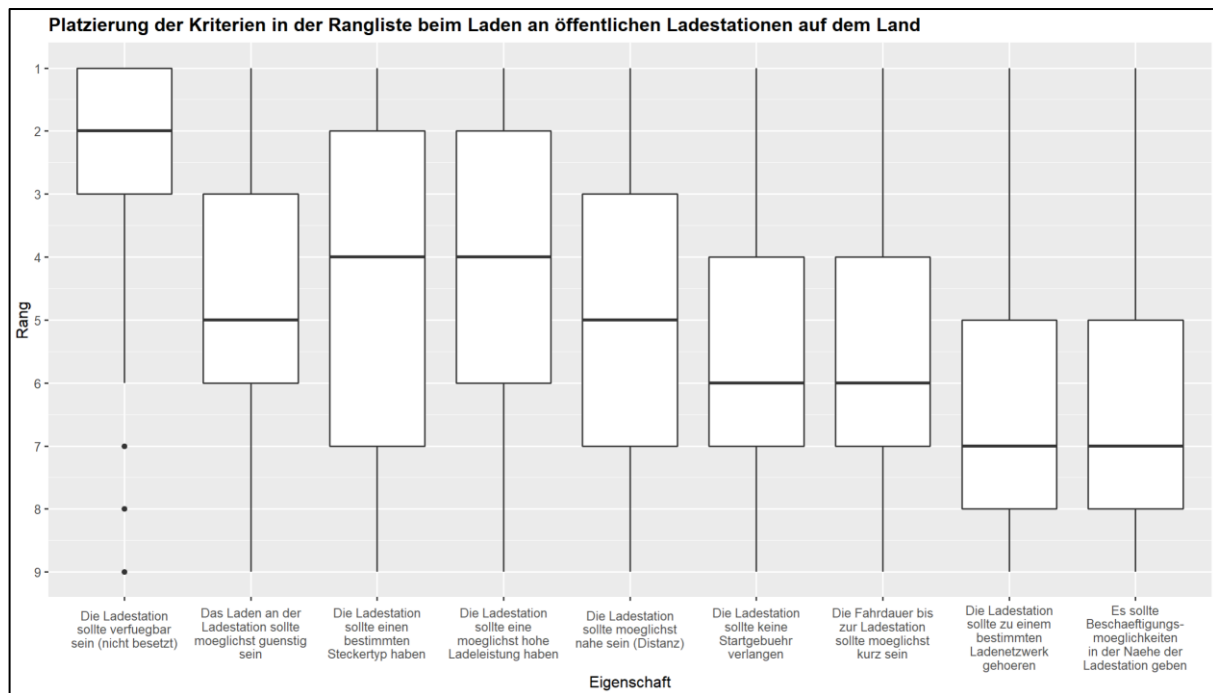 Platzierung der Kriterien in der Rangliste beim Laden an öffentlichen Ladestationen auf dem Land
Rang
1
2
3
4
5
6
7
8
9
Die Ladestation
sollte verfuegbar
sein (nicht besetzt)
Das Laden an der
Ladestation sollte
moeglichst guenstig
sein
Die Ladestation
sollte einen
bestimmten
Steckertyp haben
Die Ladestation
sollte eine
moeglichst hohe
Ladeleistung haben
Die Ladestation
sollte moeglichst
nahe sein (Distanz)
Die Ladestation
sollte keine
Startgebuehr
verlangen
Die Fahrdauer bis
zur Ladestation
sollte moeglichst
kurz sein
Die Ladestation
sollte zu einem
bestimmten
Ladenetzwerk
gehoeren
Es sollte
Beschaeftigungs-
moeglichkeiten
in der Naehe der
Ladestation geben
Eigenschaft